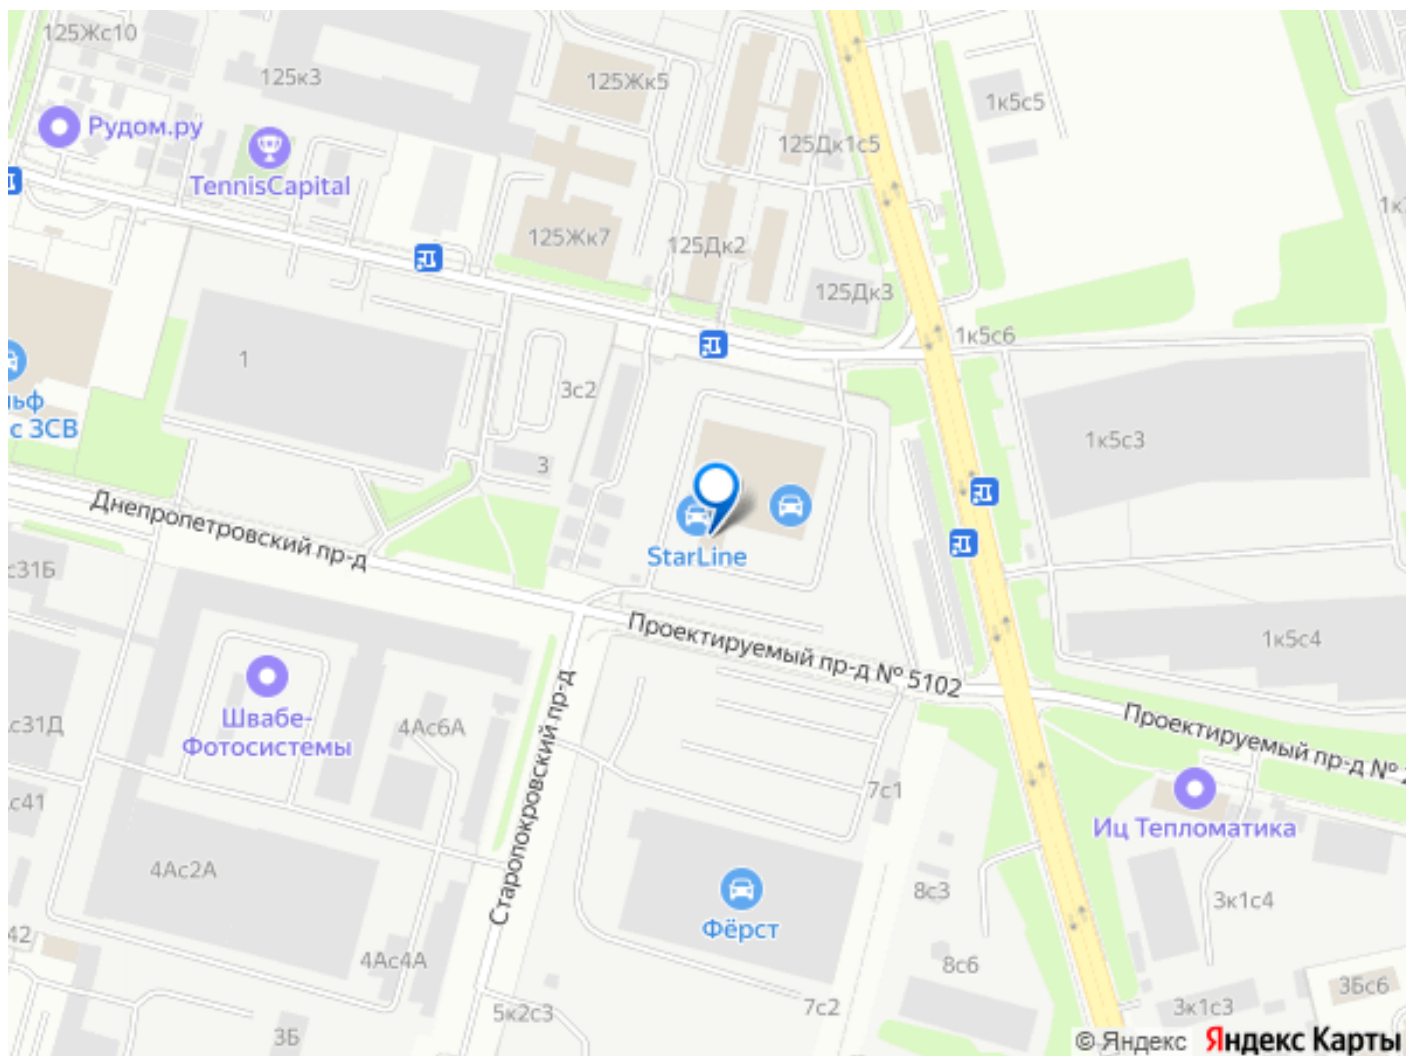 125Жс10
125к3
125Жк5
1к5с5
Рудом.ру
125Дк1с5
TennisCapital
125Жк7
125Дк2
125Дк3
1к5с6
1
3с2
ьф
с ЗСВ
1к5с3
3
Днепропетровский пр-д
StarLine
с31Б
Проектируемый пр-д № 5102
1к5с4
Швабе-
Фотосистемы
4Ас6А
с31Д
Старопокровский пр-д
Проектируемый пр-д №
с41
7с1
Иц Тепломатика
4Ас2А
8с3
3к1с4
Фёрст
42
4Ас4А
8с6
3Бс6
5к2с3
7с2
3к1с3
3Б
© Яндекс Яндекс Карты